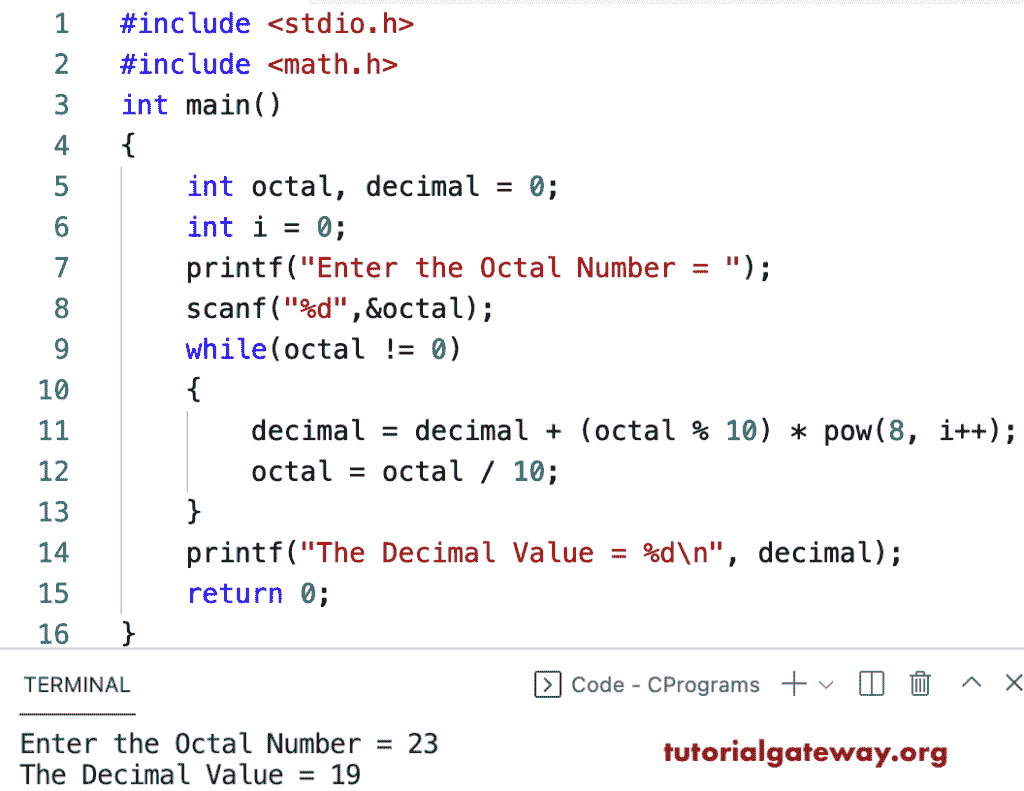 1 #include <stdio.h>
2 #include <math.h>
3 int main()
4 {
5 int octal, decimal = 0;
6 int i = 0;
7 printf("Enter the Octal Number = ");
8 scanf("%d",&octal);
9 while(octal != 0)
10 {
11 decimal = decimal + (octal % 10) * pow(8, i++);
12 octal = octal / 10;
13 }
14 printf("The Decimal Value = %d\n", decimal);
15 return 0;
16 }
TERMINAL Code - CPrograms
Enter the Octal Number = 23
The Decimal Value = 19
tutorialgateway.org